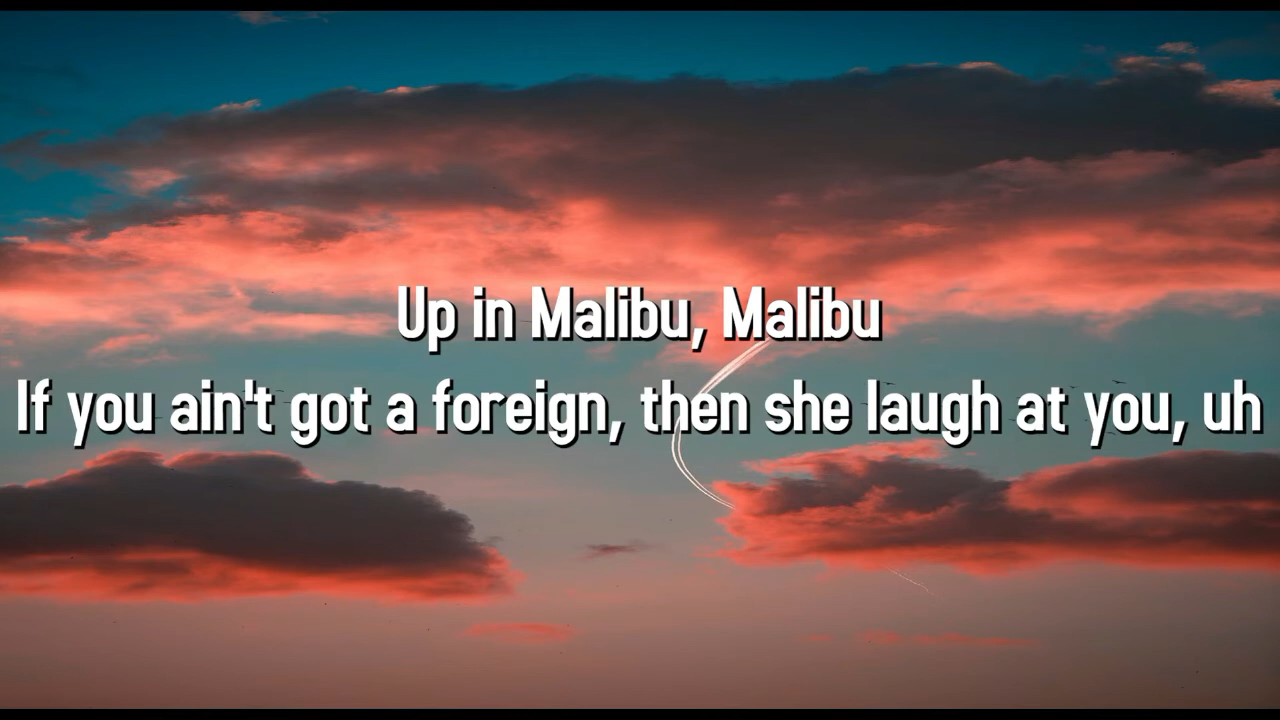 Up in Malibu, Malibu
If you ain't got a foreign, then she laugh at you, uh